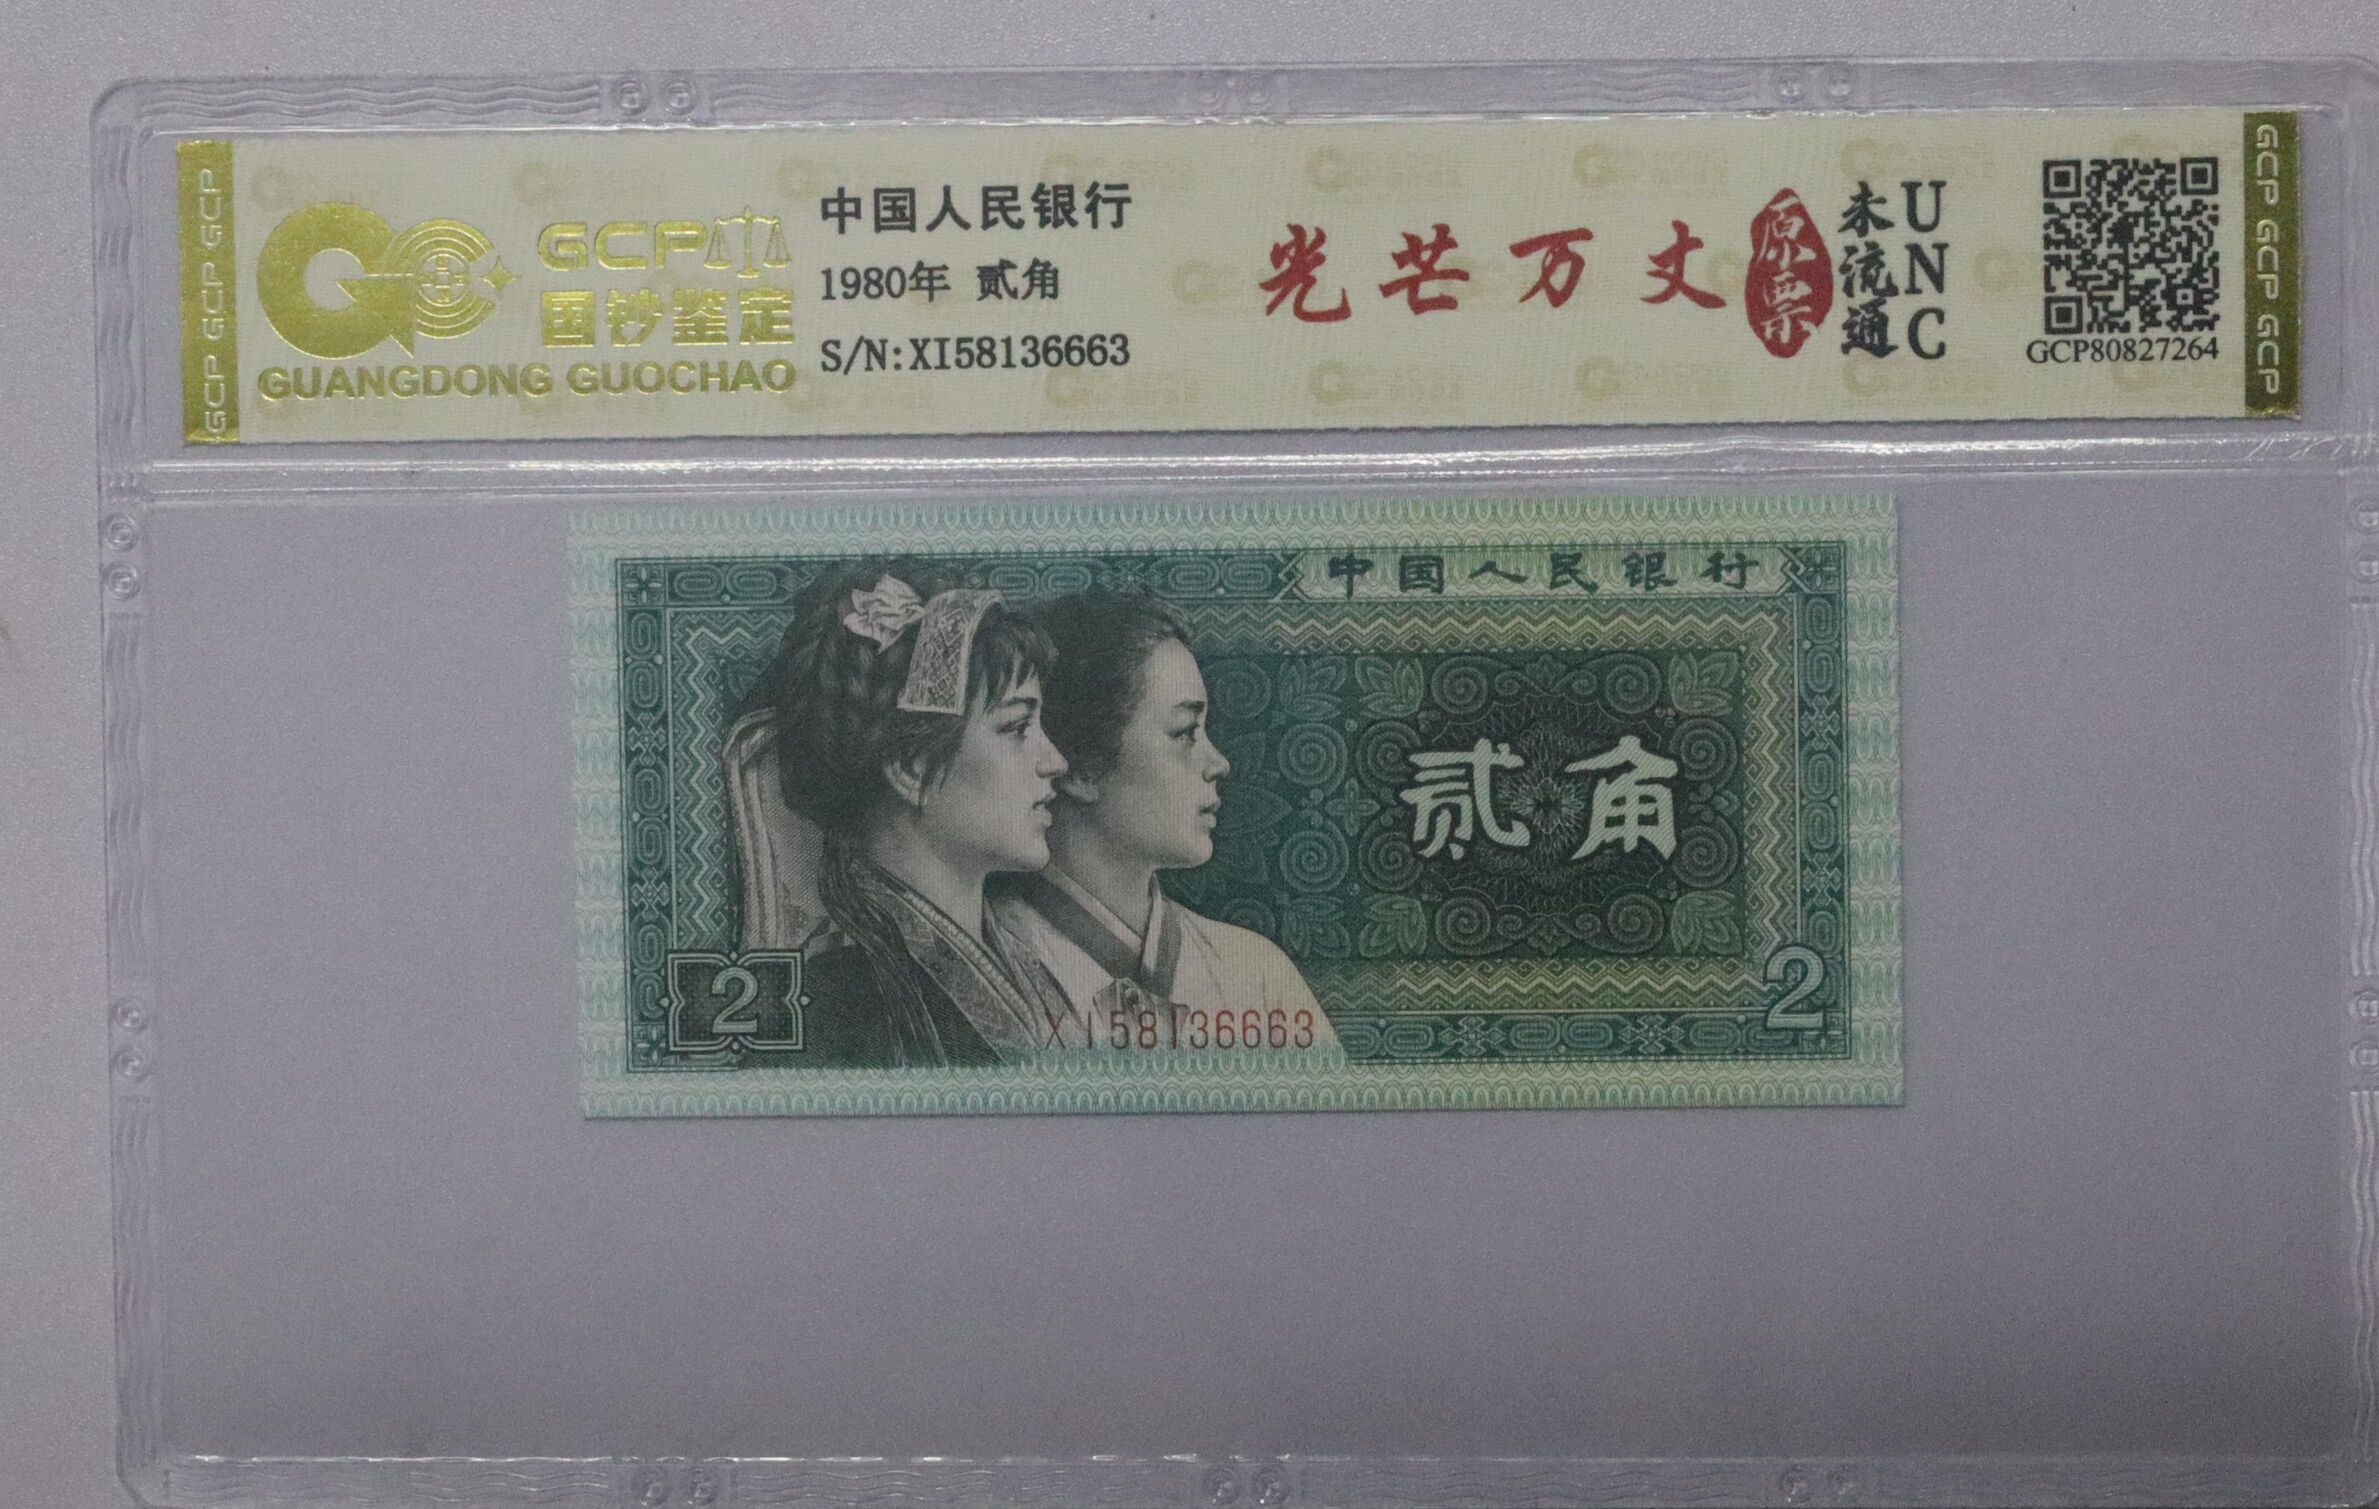 GCP GCP GCP
GCP
国钞鉴定
GUANGDONG GUOCHAO
中国人民银行
1980年 贰角
S/N:XI58136663
光芒万丈
原票
未流通
UNC
GCP80827264
GCP GCP GCP
中国人民银行
贰角
2
XI58136663
2